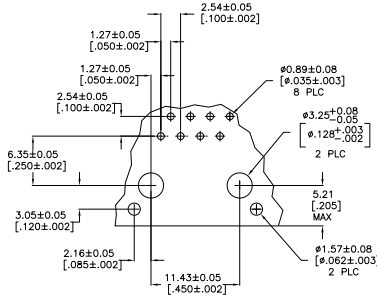 2.54±0.05
[.100±.002]
1.27±0.05
[.050±.002]
1.27±0.05
[.050±.002]
2.54±0.05
[.100±.002]
ø0.89±0.08
[ø.035±.003]
8 PLC
ø3.25+0.08
-0.05
[ø.128+.003
-.002]
2 PLC
6.35±0.05
[.250±.002]
5.21
[.205]
MAX
3.05±0.05
[.120±.002]
2.16±0.05
[.085±.002]
11.43±0.05
[.450±.002]
ø1.57±0.08
[ø.062±.003]
2 PLC